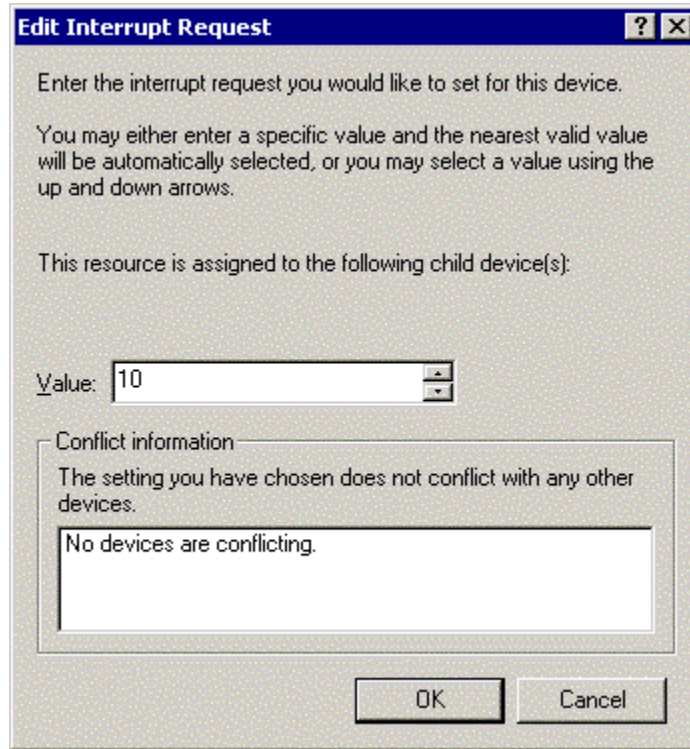 Edit Interrupt Request
Enter the interrupt request you would like to set for this device.
You may either enter a specific value and the nearest valid value
will be automatically selected, or you may select a value using the
up and down arrows.
This resource is assigned to the following child device(s):
Value: 10
Conflict information
The setting you have chosen does not conflict with any other
devices.
No devices are conflicting.
OK Cancel